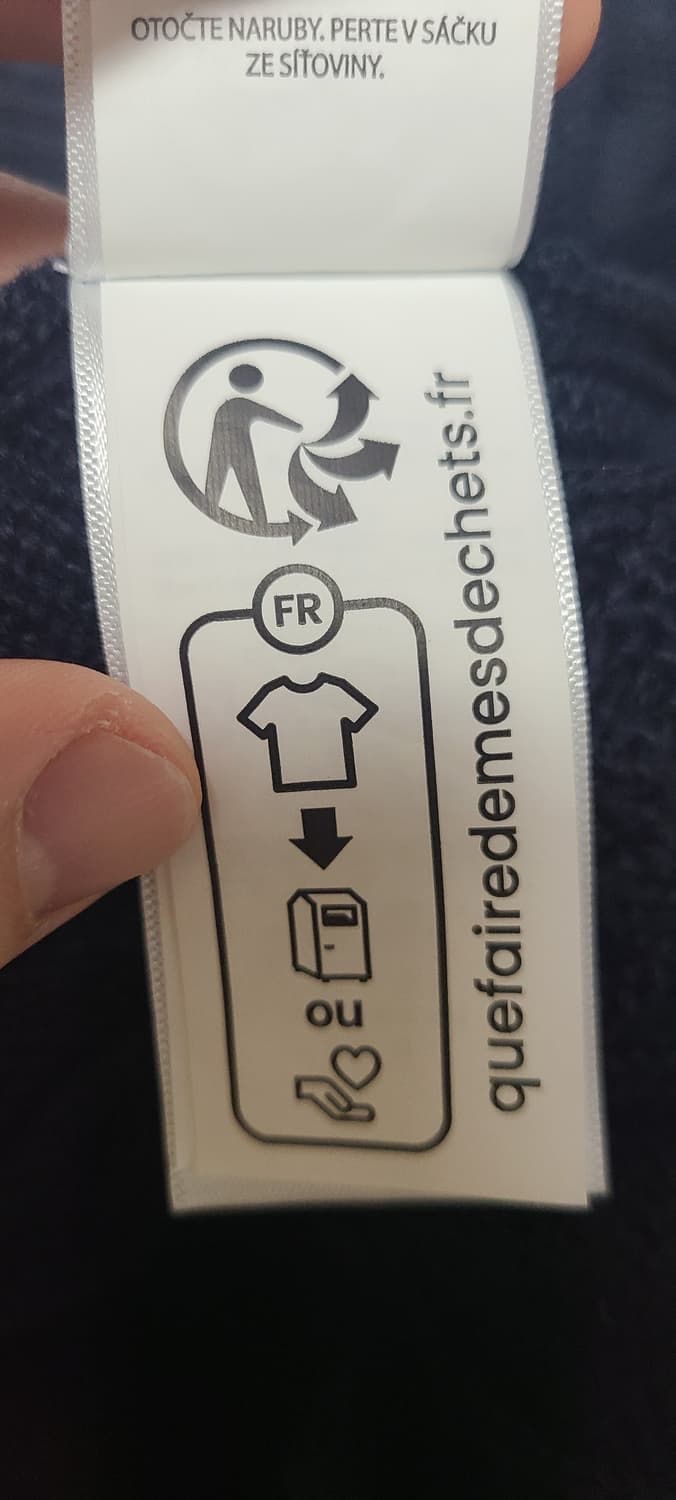 OTOČTE NARUBY. PERTE V SÁČKU
ZE SÍŤOVINY.
FR
ou
quefairedemesdechets.fr